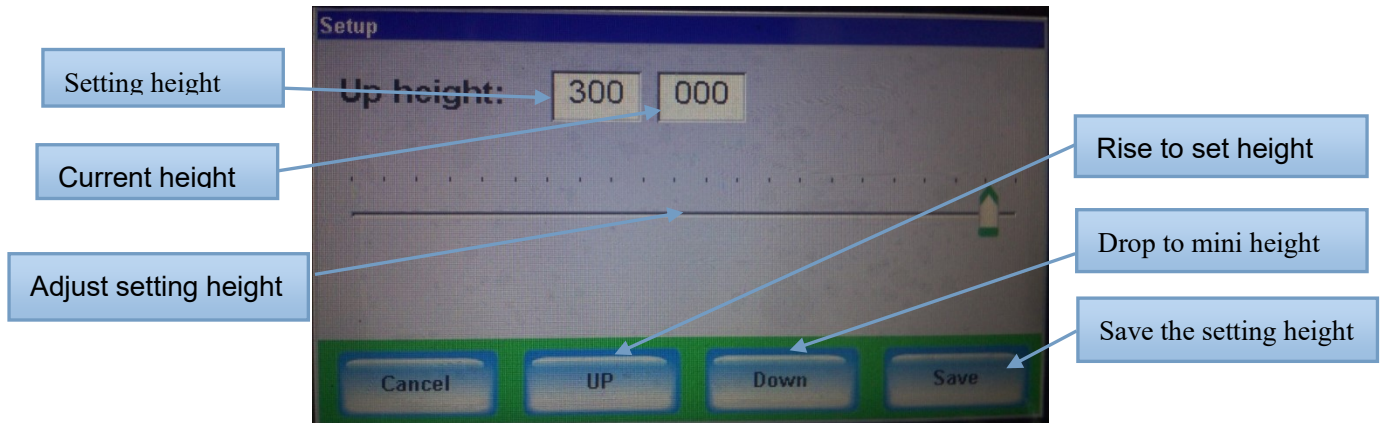 Setup
Setting height
Up height: 300 000
Current height
Rise to set height
Adjust setting height
Drop to mini height
Save the setting height
Cancel UP Down Save